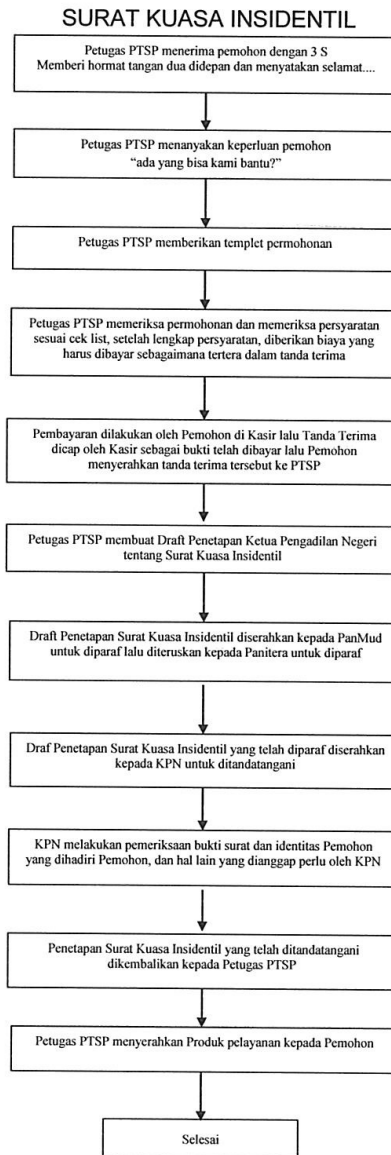 SURAT KUASA INSIDENTIL
Petugas PTSP menerima pemohon dengan 3 S
Memberi hormat tangan dua didepan dan menyatakan selamat....
Petugas PTSP menanyakan keperluan pemohon
“ada yang bisa kami bantu?”
Petugas PTSP memberikan templet permohonan
Petugas PTSP memeriksa permohonan dan memeriksa persyaratan
sesuai cek list, setelah lengkap persyaratan, diberikan biaya yang
harus dibayar sebagaimana tertera dalam tanda terima
Pembayaran dilakukan oleh Pemohon di Kasir lalu Tanda Terima
dicap oleh Kasir sebagai bukti telah dibayar lalu Pemohon
menyerahkan tanda terima tersebut ke PTSP
Petugas PTSP membuat Draft Penetapan Ketua Pengadilan Negeri
tentang Surat Kuasa Insidentil
Draft Penetapan Surat Kuasa Insidentil diserahkan kepada PanMud
untuk diparaf lalu diteruskan kepada Panitera untuk diparaf
Draf Penetapan Surat Kuasa Insidentil yang telah diparaf diserahkan
kepada KPN untuk ditandatangani
KPN melakukan pemeriksaan bukti surat dan identitas Pemohon
yang dihadiri Pemohon, dan hal lain yang dianggap perlu oleh KPN
Penetapan Surat Kuasa Insidentil yang telah ditandatangani
dikembalikan kepada Petugas PTSP
Petugas PTSP menyerahkan Produk pelayanan kepada Pemohon
Selesai